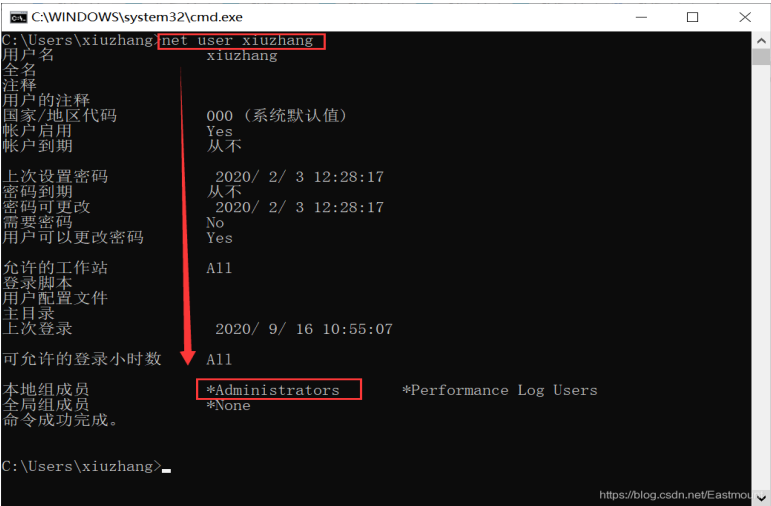 C:\WINDOWS\system32\cmd.exe
C:\Users\xiuzhang>net user xiuzhang
用户名 xiuzhang
全名
注释
用户的注释
国家/地区代码 000 (系统默认值)
帐户启用 Yes
帐户到期 从不
上次设置密码 2020/ 2/ 3 12:28:17
密码到期 从不
密码可更改 2020/ 2/ 3 12:28:17
需要密码 No
用户可以更改密码 Yes
允许的工作站 All
登录脚本
用户配置文件
主目录
上次登录 2020/ 9/ 16 10:55:07
可允许的登录小时数 All
本地组成员 *Administrators *Performance Log Users
全局组成员 *None
命令成功完成。
C:\Users\xiuzhang>